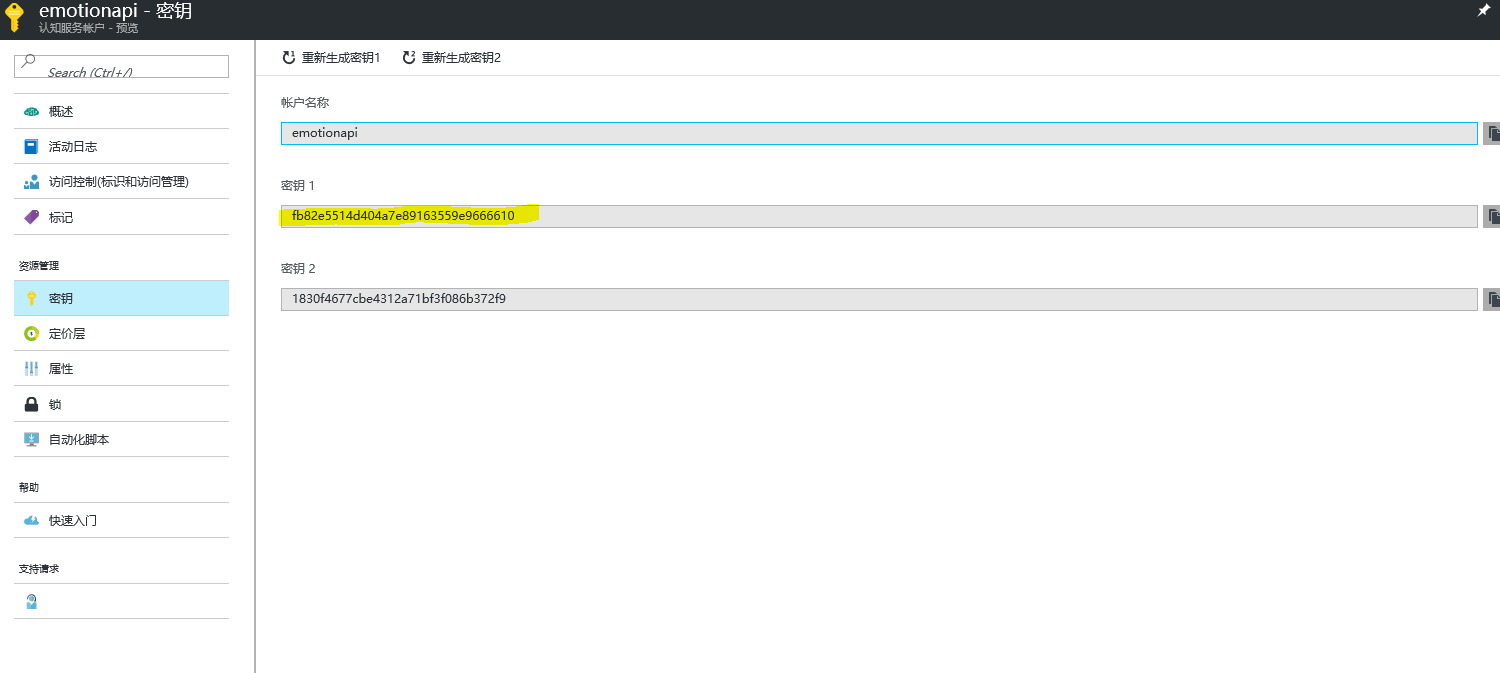 emotionapi - 密钥
认知服务帐户 - 预览
Search (Ctrl+/)
概述
活动日志
访问控制(标识和访问管理)
标记
资源管理
密钥
定价层
属性
锁
自动化脚本
帮助
快速入门
支持请求
重新生成密钥1
重新生成密钥2
帐户名称
emotionapi
密钥 1
fb82e5514d404a7e89163559e9666610
密钥 2
1830f4677cbe4312a71bf3f086b372f9